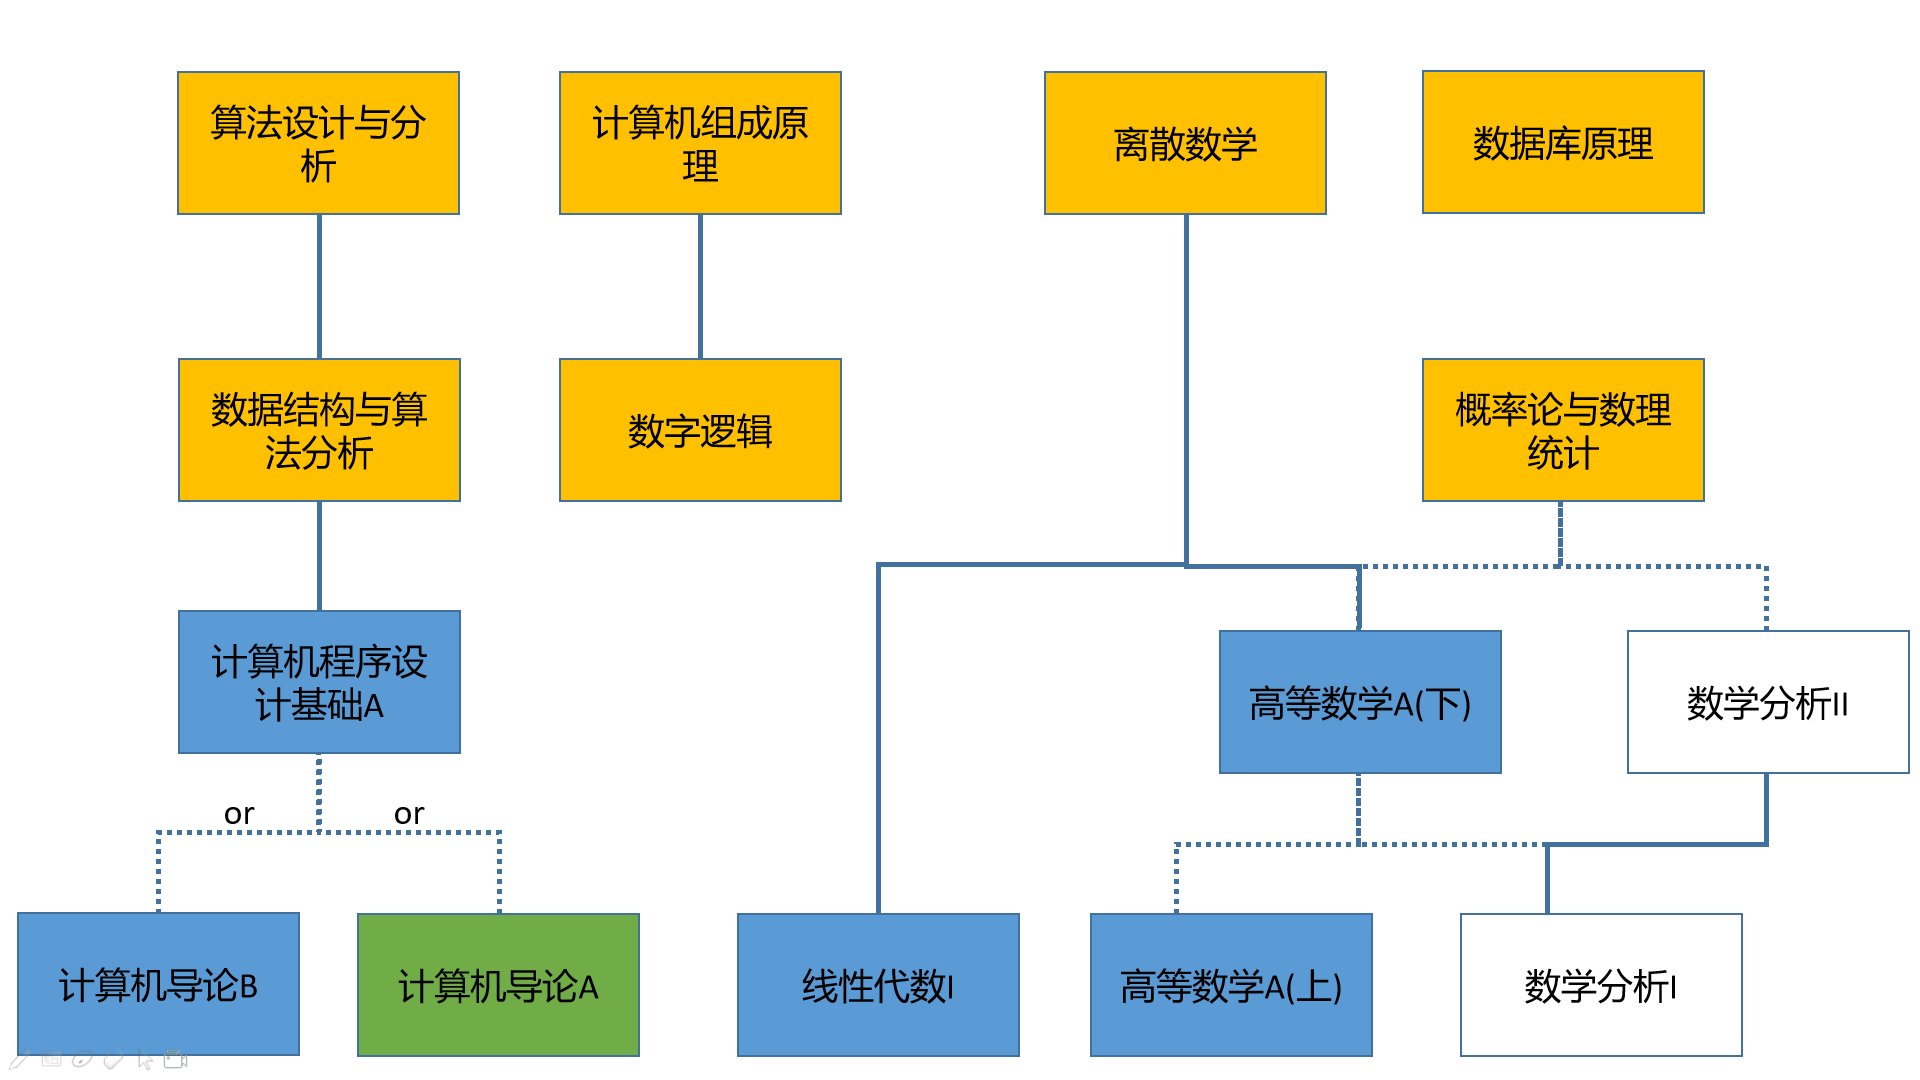 算法设计与分
析
计算机组成原
理
离散数学
数据库原理
数据结构与算
法分析
数字逻辑
概率论与数理
统计
计算机程序设
计基础A
高等数学A(下)
数学分析II
or
or
计算机导论B
计算机导论A
线性代数I
高等数学A(上)
数学分析I